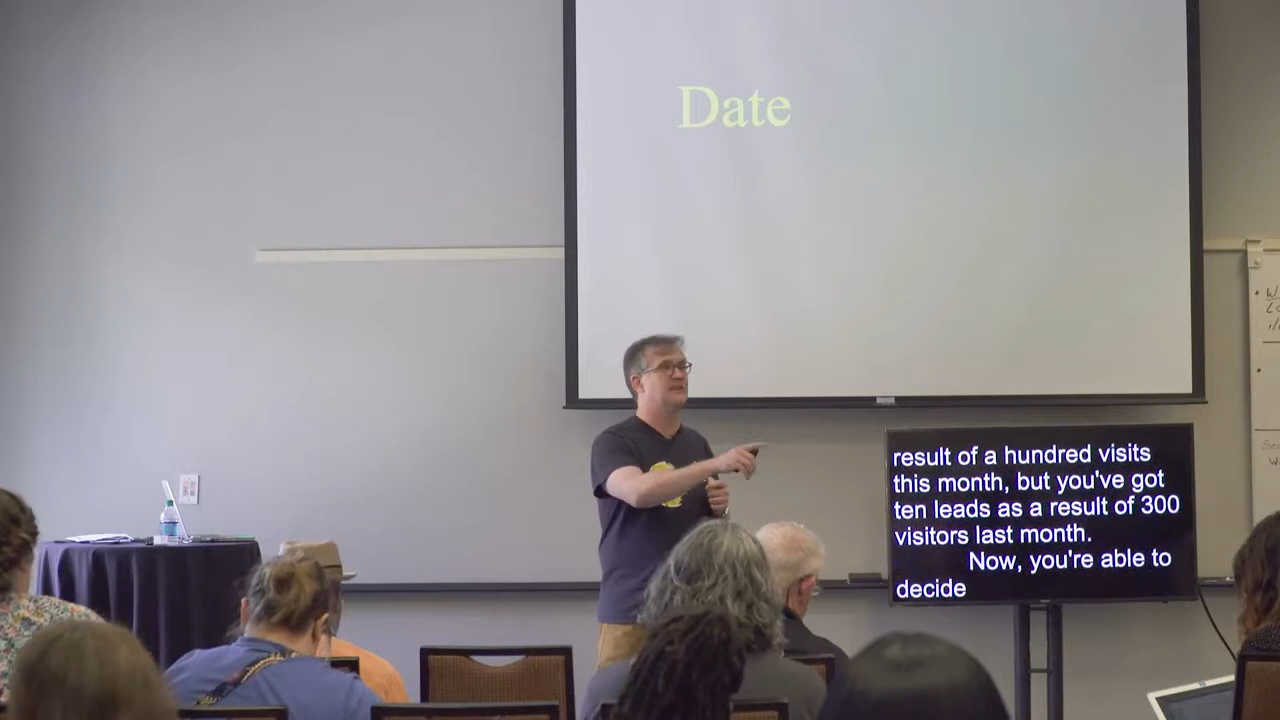 Date
result of a hundred visits
this month, but you've got
ten leads as a result of 300
visitors last month.
Now, you're able to
decide